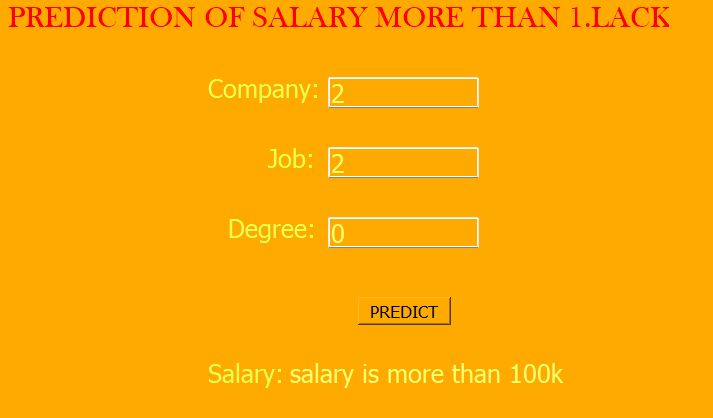 PREDICTION OF SALARY MORE THAN 1.LACK
Company: 2
Job: 2
Degree: 0
PREDICT
Salary: salary is more than 100k